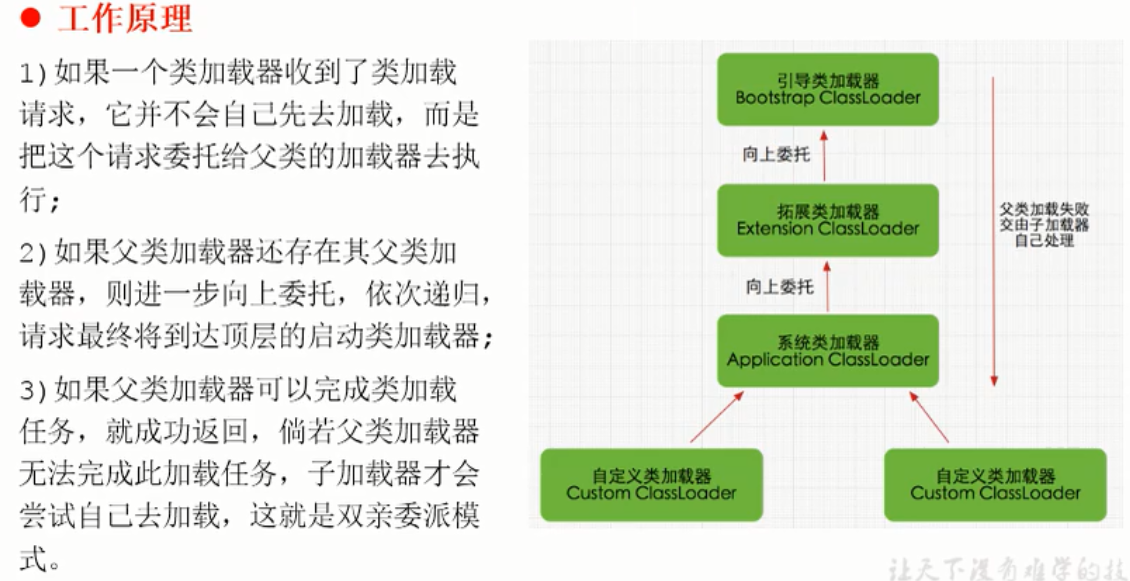 ● 工作原理
1)如果一个类加载器收到了类加载
请求，它并不会自己先去加载，而是
把这个请求委托给父类的加载器去执
行;
2)如果父类加载器还存在其父类加
载器，则进一步向上委托，依次递归，
请求最终将到达顶层的启动类加载器;
3)如果父类加载器可以完成类加载
任务，就成功返回，倘若父类加载器
无法完成此加载任务，子加载器才会
尝试自己去加载，这就是双亲委派模
式。
引导类加载器
Bootstrap ClassLoader
向上委托
拓展类加载器
Extension ClassLoader
父类加载失败
交由子加载器
自己处理
向上委托
系统类加载器
Application ClassLoader
自定义类加载器
Custom ClassLoader
自定义类加载器
Custom ClassLoader
让天下没有难学的技